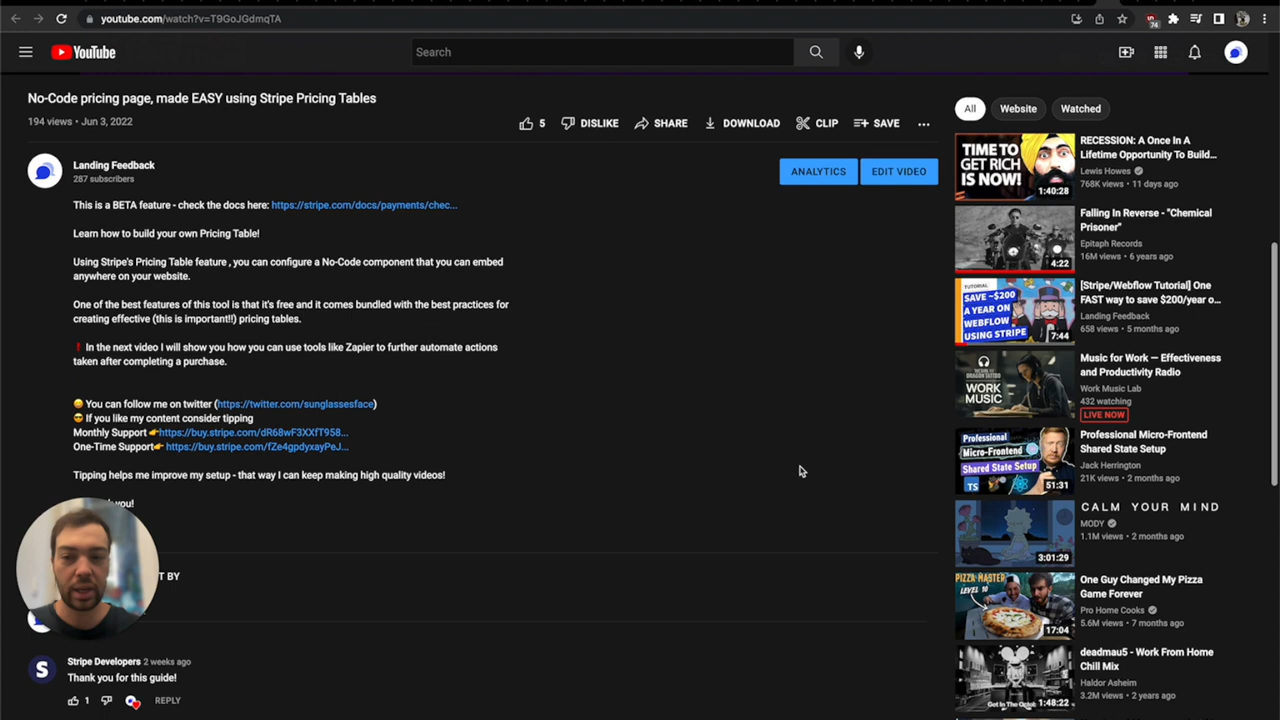 youtube.com/watch?v=T9GoJGdmqTA
74
YouTube
Search
No-Code pricing page, made EASY using Stripe Pricing Tables
194 views • Jun 3, 2022
5
DISLIKE
SHARE
DOWNLOAD
CLIP
SAVE
Landing Feedback
287 subscribers
ANALYTICS
EDIT VIDEO
This is a BETA feature - check the docs here: https://stripe.com/docs/payments/chec...
Learn how to build your own Pricing Table!
Using Stripe's Pricing Table feature , you can configure a No-Code component that you can embed
anywhere on your website.
One of the best features of this tool is that it's free and it comes bundled with the best practices for
creating effective (this is important!!) pricing tables.
❗ In the next video I will show you how you can use tools like Zapier to further automate actions
taken after completing a purchase.
You can follow me on twitter (https://twitter.com/sunglassesface)
😎 If you like my content consider tipping
Monthly Support 👉https://buy.stripe.com/dR68wF3XXfT958...
One-Time Support👉 https://buy.stripe.com/fZe4gpdyxayPeJ...
Tipping helps me improve my setup - that way I can keep making high quality videos!
you!
BY
S
Stripe Developers 2 weeks ago
Thank you for this guide!
1
REPLY
All
Website
Watched
TIME TO
GET RICH
IS NOW!
1:40:28
RECESSION: A Once In A
Lifetime Opportunity To Build...
Lewis Howes
768K views • 11 days ago
4:22
Falling In Reverse - "Chemical
Prisoner"
Epitaph Records
16M views • 6 years ago
TUTORIAL
SAVE ~$200
A YEAR ON
WEBFLOW
USING STRIPE
7:44
[Stripe/Webflow Tutorial] One
FAST way to save $200/year o...
Landing Feedback
658 views • 5 months ago
WORK
MUSIC
Music for Work — Effectiveness
and Productivity Radio
Work Music Lab
432 watching
LIVE NOW
Professional
Micro-Frontend
Shared State Setup
TS
51:31
Professional Micro-Frontend
Shared State Setup
Jack Herrington
21K views • 2 months ago
3:01:29
CALM YOUR MIND
MODY
1.1M views • 2 months ago
PIZZA MASTER
LEVEL 10
17:04
One Guy Changed My Pizza
Game Forever
Pro Home Cooks
5.6M views • 7 months ago
Get In The Octobr
1:48:22
deadmau5 - Work From Home
Chill Mix
Haldor Asheim
3.2M views • 2 years ago